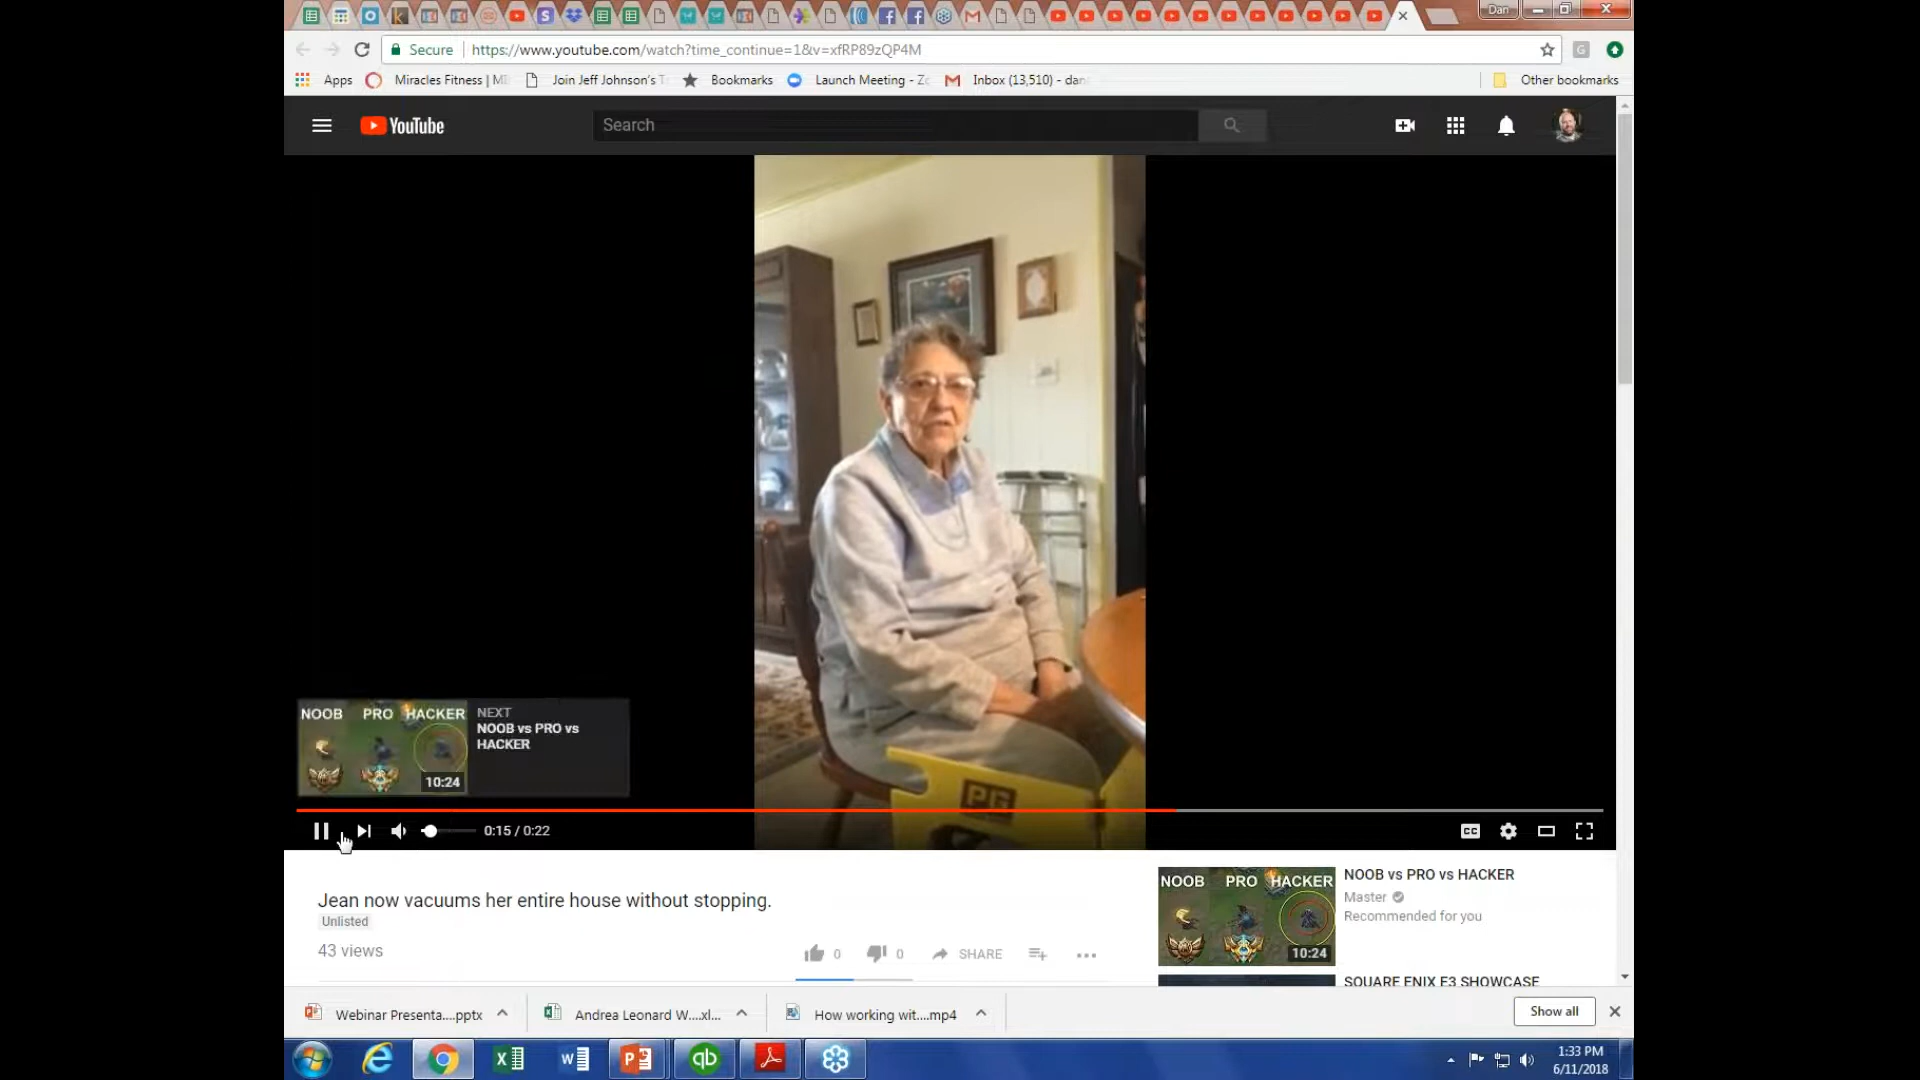 Dan
Secure https://www.youtube.com/watch?time_continue=1&v=xfRP89zQP4M
Apps Miracles Fitness | Join Jeff Johnson's Bookmarks Launch Meeting - Inbox (13,510) - dan Other bookmarks
YouTube Search
PG
NOOB PRO HACKER
NEXT
NOOB vs PRO vs
HACKER
10:24
0:15 / 0:22
CC
Jean now vacuums her entire house without stopping.
Unlisted
43 views
0 0 SHARE
NOOB PRO HACKER
10:24
NOOB vs PRO vs HACKER
Master
Recommended for you
SQUARE ENIX E3 SHOWCASE
Webinar Presenta....pptx Andrea Leonard W....xl... How working wit....mp4 Show all
1:33 PM
6/11/2018